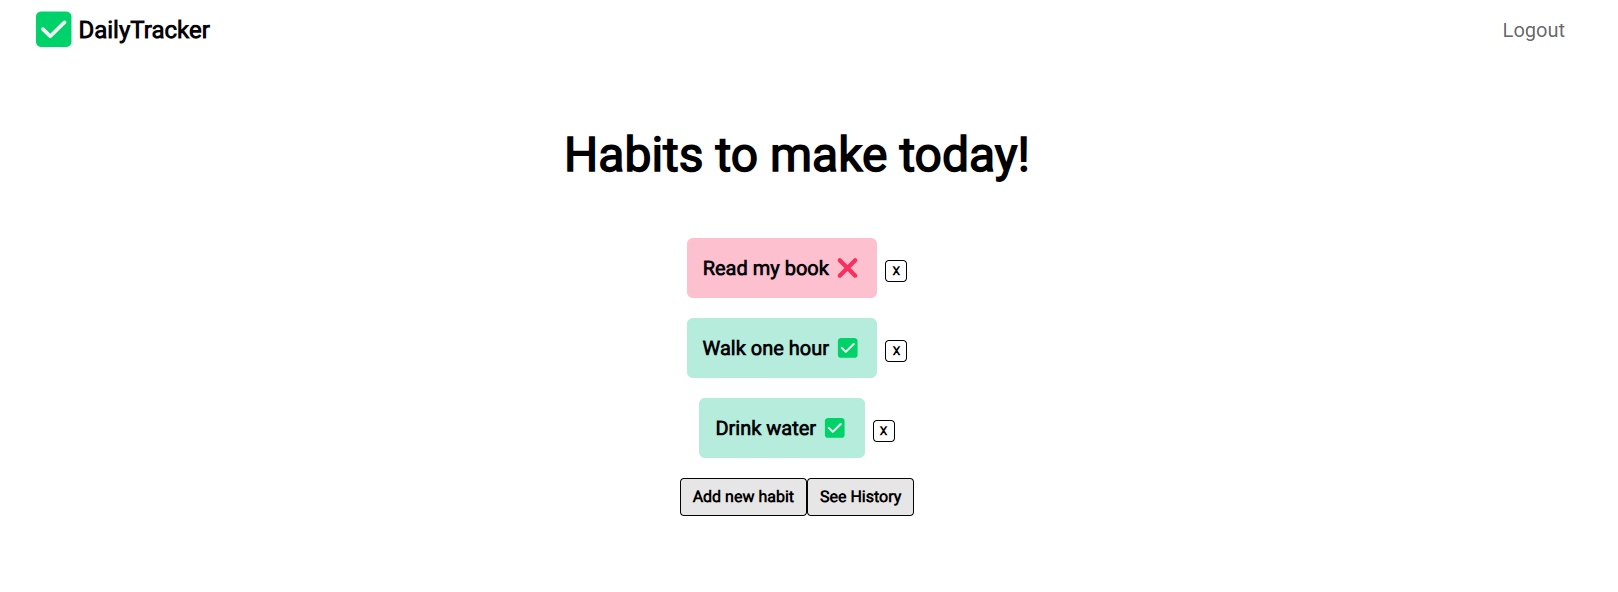 DailyTracker
Logout
Habits to make today!
Read my book
x
Walk one hour
x
Drink water
x
Add new habit
See History